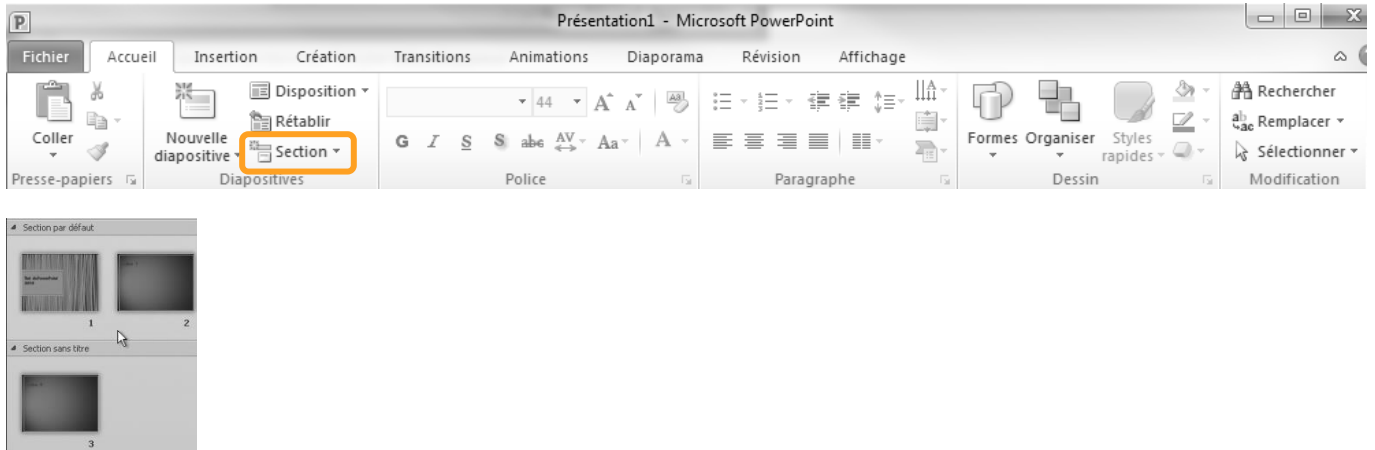 P Présentation1 - Microsoft PowerPoint
Fichier Accueil Insertion Création Transitions Animations Diaporama Révision Affichage
Disposition 44 A A Rechercher
Rétablir Remplacer
Coller Nouvelle diapositive Section G I S S abc AV Aa A Formes Organiser Styles rapides Sélectionner
Presse-papiers Diapositives Police Paragraphe Dessin Modification
Section par défaut
1 2
Section sans titre
3